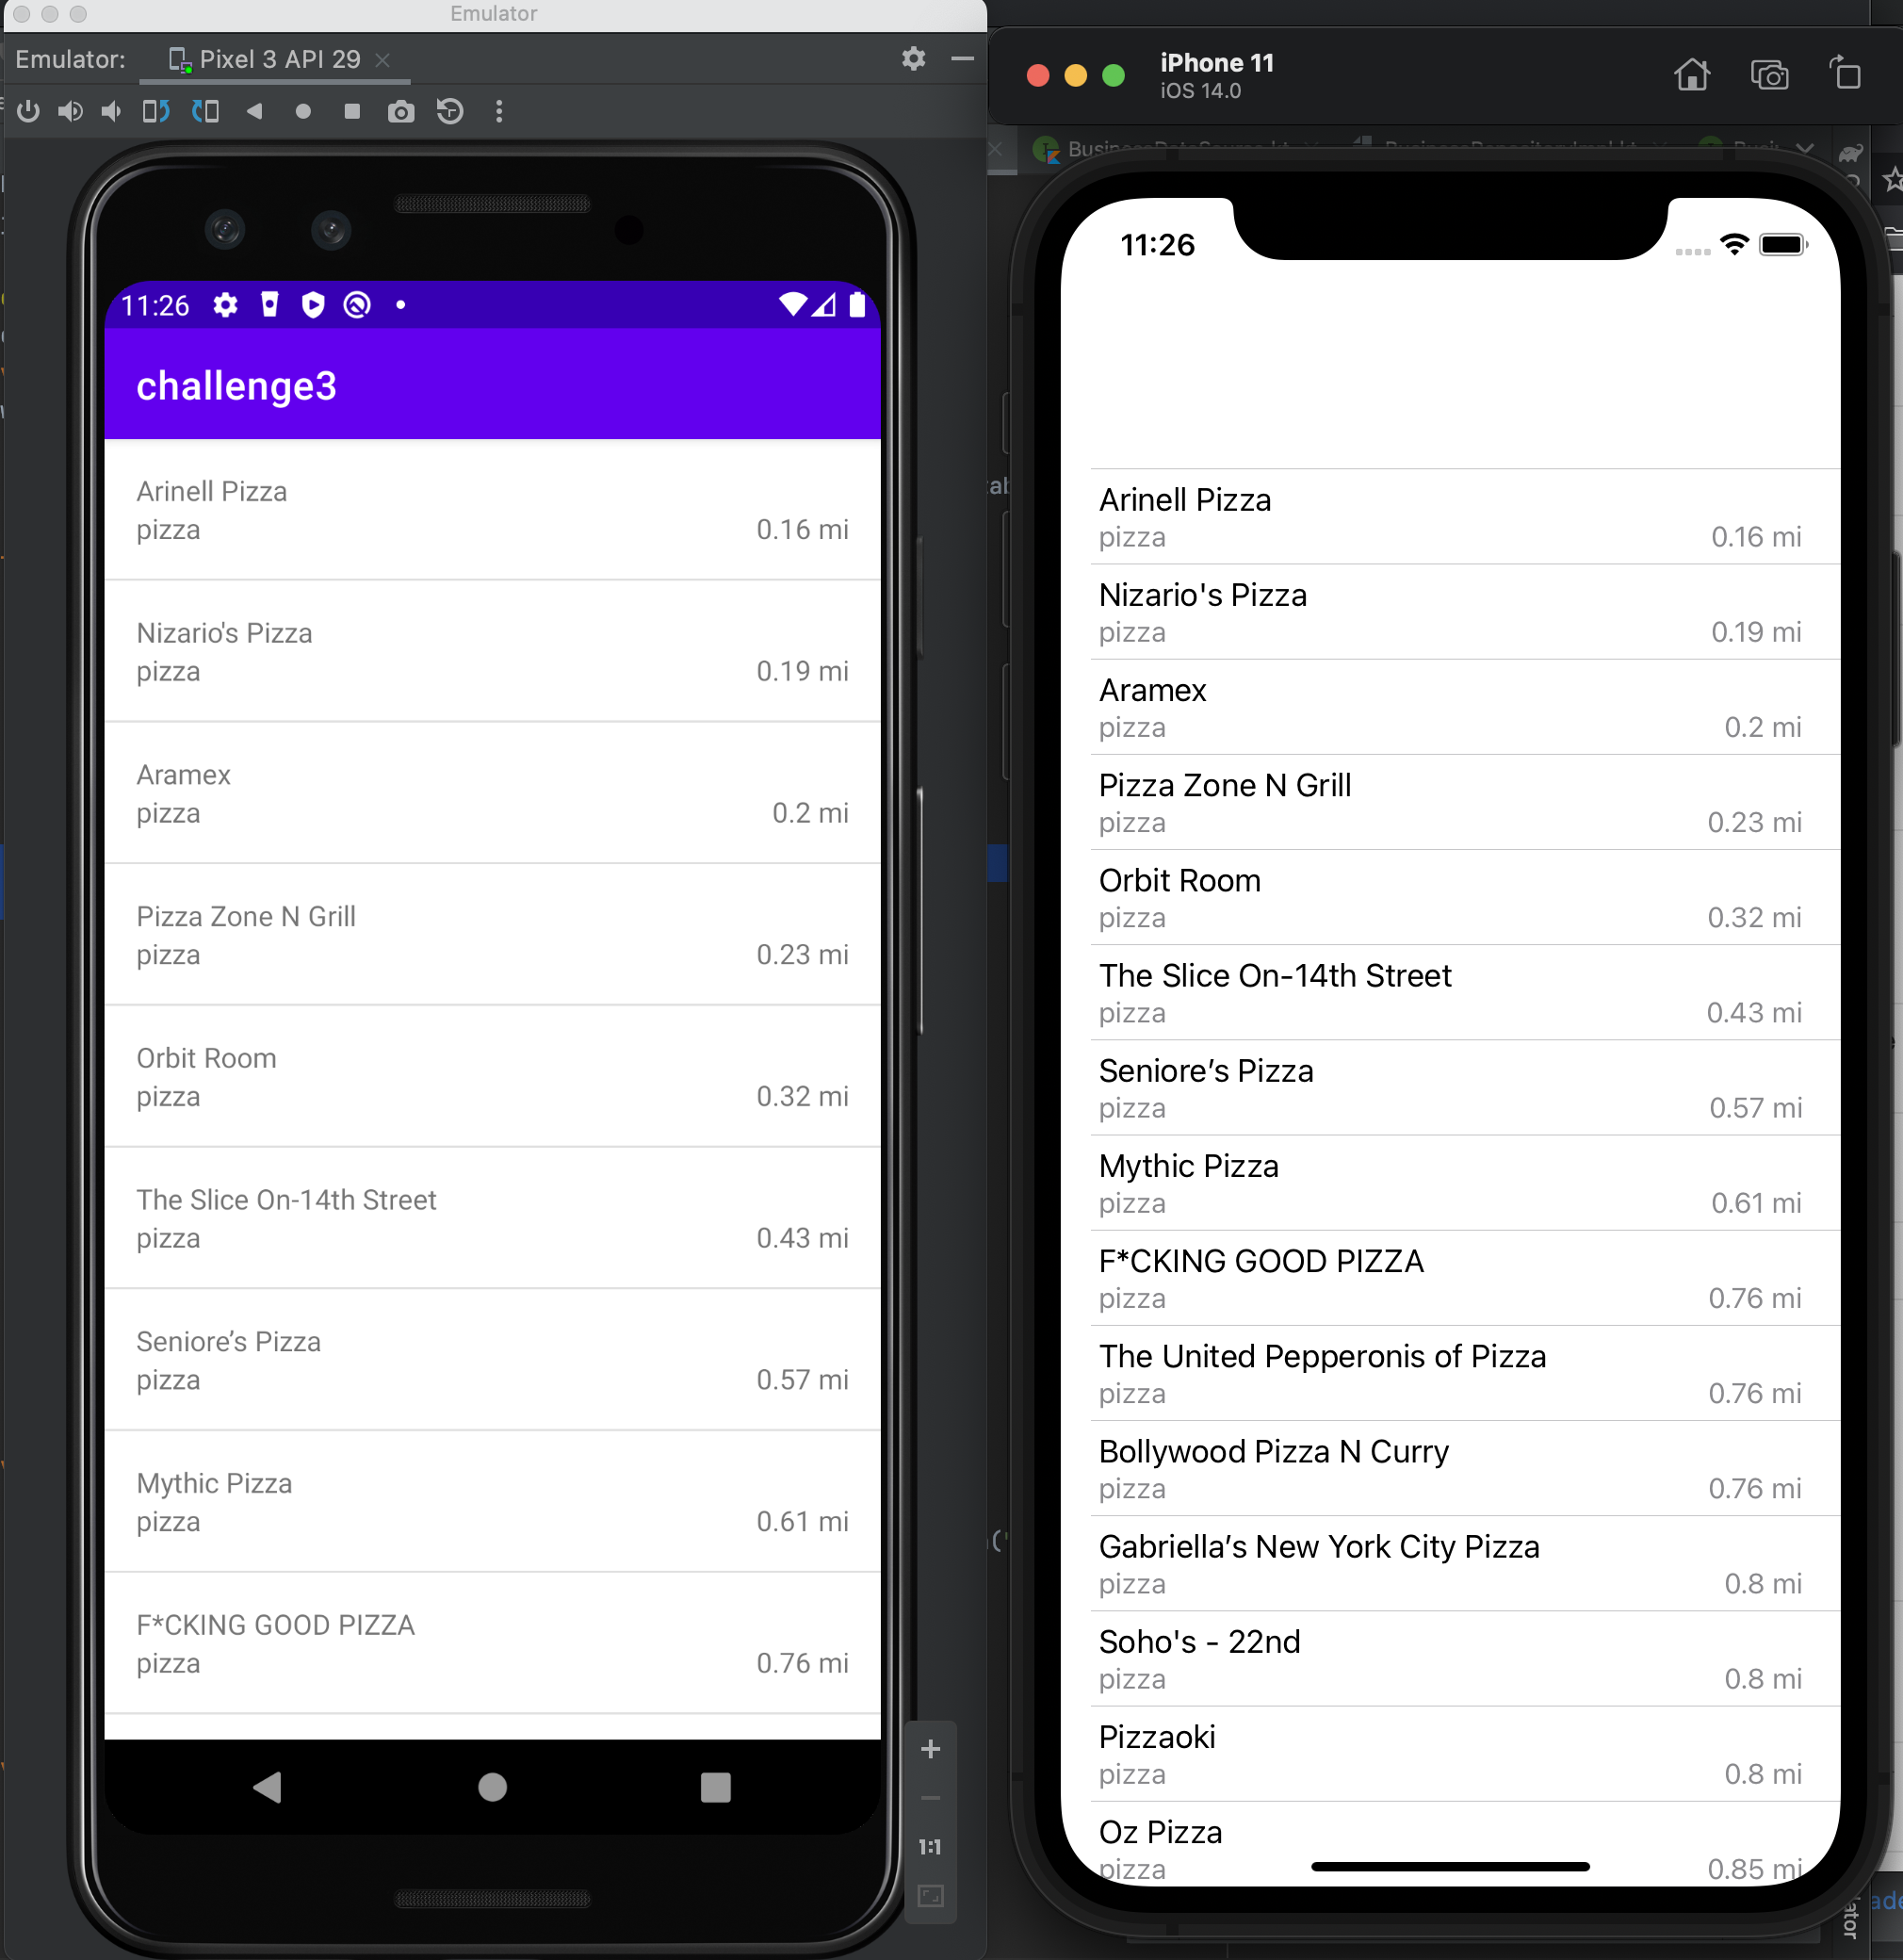 Emulator
Emulator: Pixel 3 API 29
11:26
challenge3
Arinell Pizza
pizza 0.16 mi
Nizario's Pizza
pizza 0.19 mi
Aramex
pizza 0.2 mi
Pizza Zone N Grill
pizza 0.23 mi
Orbit Room
pizza 0.32 mi
The Slice On-14th Street
pizza 0.43 mi
Seniore’s Pizza
pizza 0.57 mi
Mythic Pizza
pizza 0.61 mi
F*CKING GOOD PIZZA
pizza 0.76 mi
1:1
iPhone 11
iOS 14.0
11:26
Arinell Pizza
pizza 0.16 mi
Nizario's Pizza
pizza 0.19 mi
Aramex
pizza 0.2 mi
Pizza Zone N Grill
pizza 0.23 mi
Orbit Room
pizza 0.32 mi
The Slice On-14th Street
pizza 0.43 mi
Seniore’s Pizza
pizza 0.57 mi
Mythic Pizza
pizza 0.61 mi
F*CKING GOOD PIZZA
pizza 0.76 mi
The United Pepperonis of Pizza
pizza 0.76 mi
Bollywood Pizza N Curry
pizza 0.76 mi
Gabriella’s New York City Pizza
pizza 0.8 mi
Soho's - 22nd
pizza 0.8 mi
Pizzaoki
pizza 0.8 mi
Oz Pizza
pizza 0.85 mi